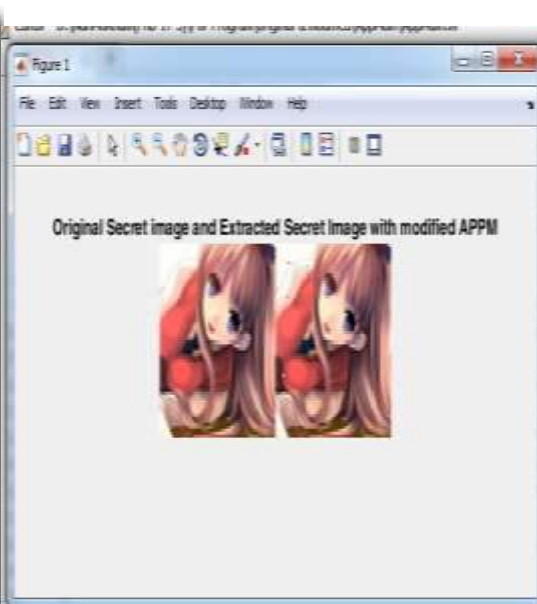 Figure 1
File Edit View Insert Tools Desktop Window Help
Original Secret image and Extracted Secret Image with modified APPM